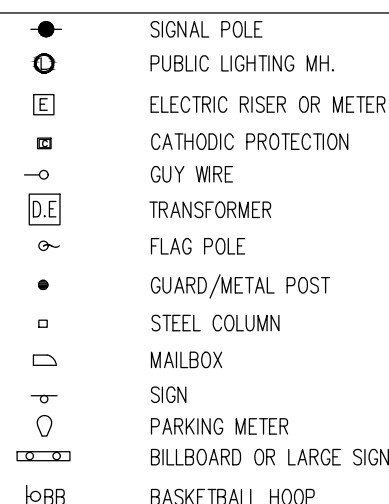 SIGNAL POLE
L PUBLIC LIGHTING MH.
E ELECTRIC RISER OR METER
C CATHODIC PROTECTION
GUY WIRE
D.E TRANSFORMER
FLAG POLE
GUARD/METAL POST
STEEL COLUMN
MAILBOX
SIGN
PARKING METER
BILLBOARD OR LARGE SIGN
BB BASKETBALL HOOP